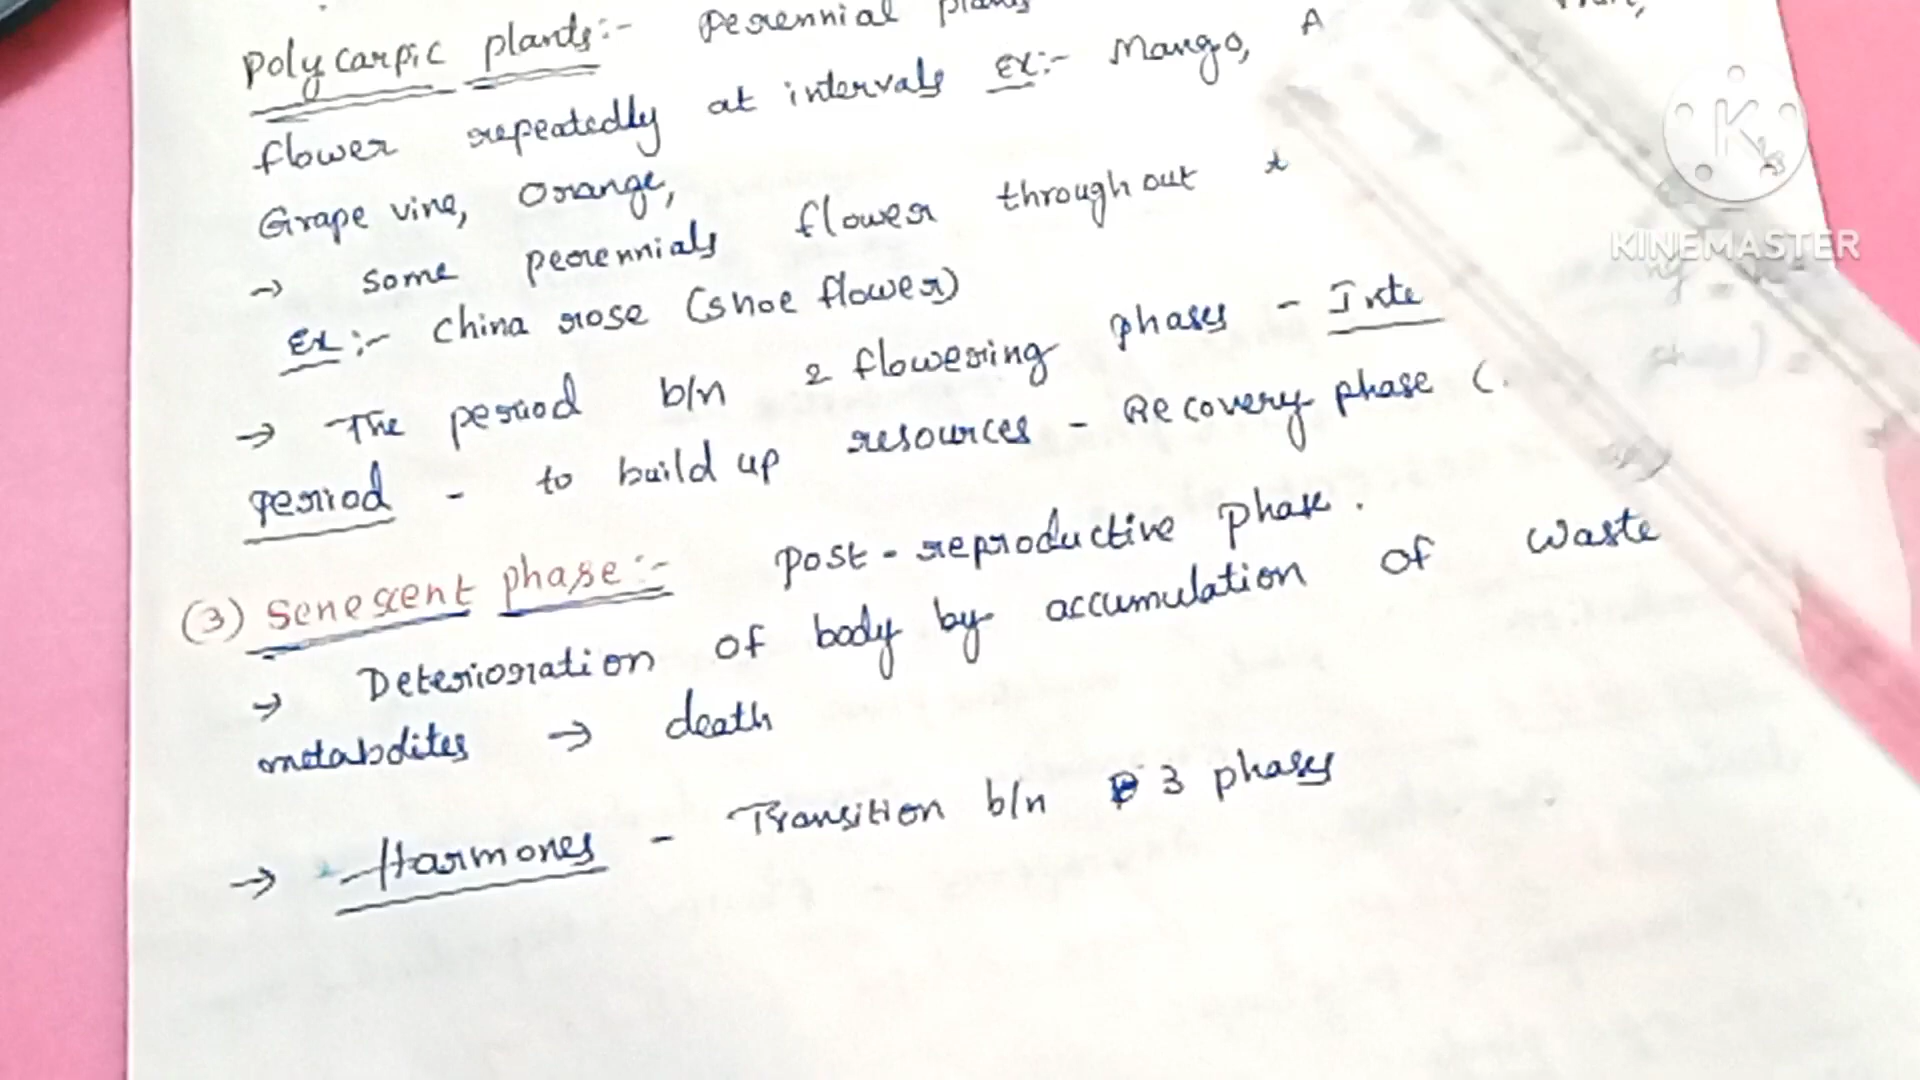 Polycarpic plants:- Perennial plants
flower repeatedly at intervals Ex:- Mango, A
Grape vine, Orange,
→ some perennials flower throughout t
Ex:- China rose (shoe flower)
→ The period b/n 2 flowering phases - Inte
period - to build up resources - Recovery phase (
(3) Senescent phase:- Post-reproductive phase.
→ Deterioration of body by accumulation of waste
metabolites → death
→ Harmones - Transition b/n 3 phases
KINEMASTER